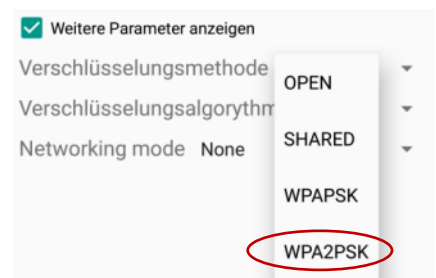 Weitere Parameter anzeigen
Verschlüsselungsmethode
OPEN
Verschlüsselungsalgorythm
SHARED
Networking mode None
WPAPSK
WPA2PSK